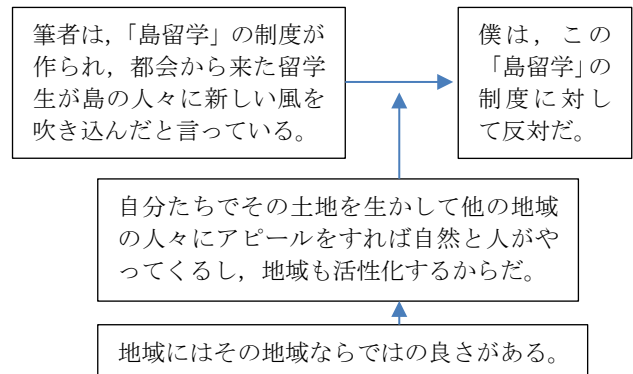 筆者は，「島留学」の制度が
作られ，都会から来た留学
生が島の人々に新しい風を
吹き込んだと言っている。
僕は，この
「島留学」の
制度に対し
て反対だ。
自分たちでその土地を生かして他の地域
の人々にアピールをすれば自然と人がや
ってくるし，地域も活性化するからだ。
地域にはその地域ならではの良さがある。